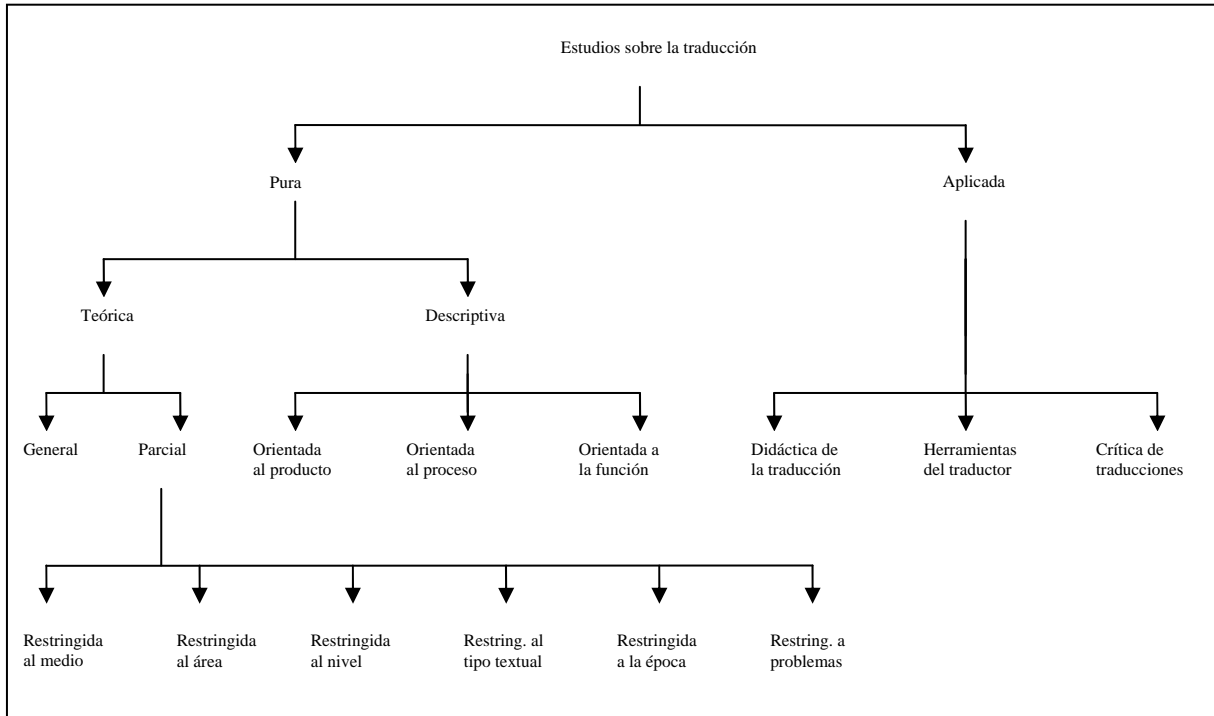 Estudios sobre la traducción
Pura
Aplicada
Teórica
Descriptiva
General
Parcial
Orientada
al producto
Orientada
al proceso
Orientada a
la función
Didáctica de
la traducción
Herramientas
del traductor
Crítica de
traducciones
Restringida
al medio
Restringida
al área
Restringida
al nivel
Restring. al
tipo textual
Restringida
a la época
Restring. a
problemas